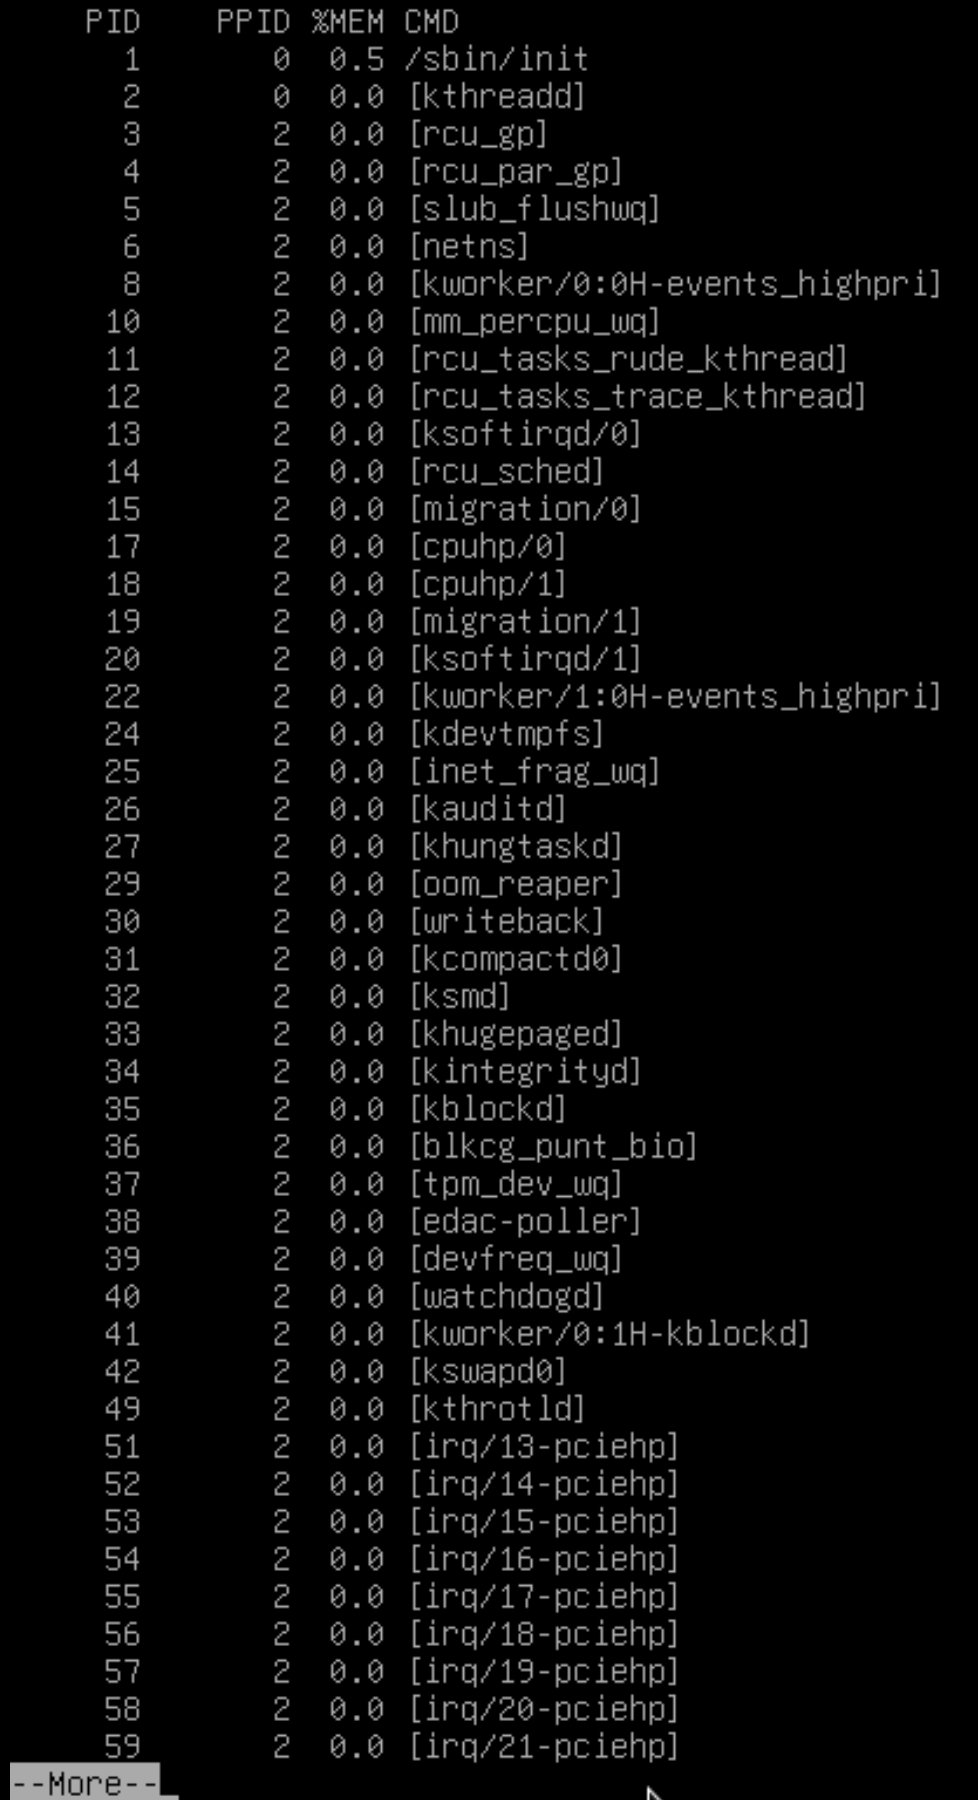 PID PPID %MEM CMD
1 0 0.5 /sbin/init
2 0 0.0 [kthreadd]
3 2 0.0 [rcu_gp]
4 2 0.0 [rcu_par_gp]
5 2 0.0 [slub_flushwq]
6 2 0.0 [netns]
8 2 0.0 [kworker/0:0H-events_highpri]
10 2 0.0 [mm_percpu_wq]
11 2 0.0 [rcu_tasks_rude_kthread]
12 2 0.0 [rcu_tasks_trace_kthread]
13 2 0.0 [ksoftirqd/0]
14 2 0.0 [rcu_sched]
15 2 0.0 [migration/0]
17 2 0.0 [cpuhp/0]
18 2 0.0 [cpuhp/1]
19 2 0.0 [migration/1]
20 2 0.0 [ksoftirqd/1]
22 2 0.0 [kworker/1:0H-events_highpri]
24 2 0.0 [kdevtmpfs]
25 2 0.0 [inet_frag_wq]
26 2 0.0 [kauditd]
27 2 0.0 [khungtaskd]
29 2 0.0 [oom_reaper]
30 2 0.0 [writeback]
31 2 0.0 [kcompactd0]
32 2 0.0 [ksmd]
33 2 0.0 [khugepaged]
34 2 0.0 [kintegrityd]
35 2 0.0 [kblockd]
36 2 0.0 [blkcg_punt_bio]
37 2 0.0 [tpm_dev_wq]
38 2 0.0 [edac-poller]
39 2 0.0 [devfreq_wq]
40 2 0.0 [watchdogd]
41 2 0.0 [kworker/0:1H-kblockd]
42 2 0.0 [kswapd0]
49 2 0.0 [kthrotld]
51 2 0.0 [irq/13-pciehp]
52 2 0.0 [irq/14-pciehp]
53 2 0.0 [irq/15-pciehp]
54 2 0.0 [irq/16-pciehp]
55 2 0.0 [irq/17-pciehp]
56 2 0.0 [irq/18-pciehp]
57 2 0.0 [irq/19-pciehp]
58 2 0.0 [irq/20-pciehp]
59 2 0.0 [irq/21-pciehp]
--More--